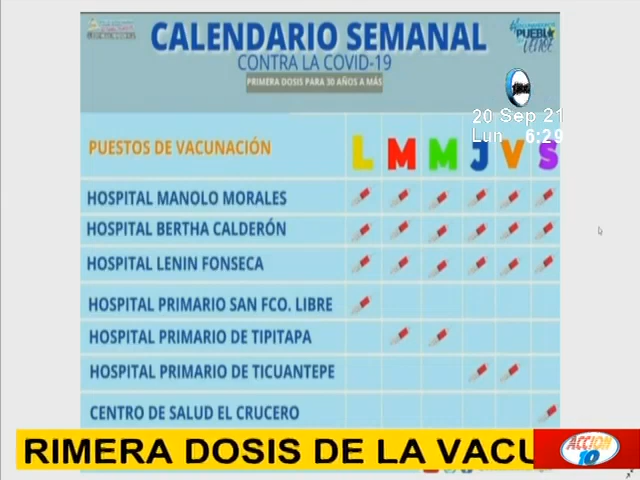 CALENDARIO SEMANAL
CONTRA LA COVID-19
PRIMERA DOSIS PARA 30 AÑOS A MÁS
PUEBLO
20 Sep 21
Lun 6:29
PUESTOS DE VACUNACIÓN L M M J V S
HOSPITAL MANOLO MORALES
HOSPITAL BERTHA CALDERÓN
HOSPITAL LENIN FONSECA
HOSPITAL PRIMARIO SAN FCO. LIBRE
HOSPITAL PRIMARIO DE TIPITAPA
HOSPITAL PRIMARIO DE TICUANTEPE
CENTRO DE SALUD EL CRUCERO
RIMERA DOSIS DE LA VACU
ACCION
10